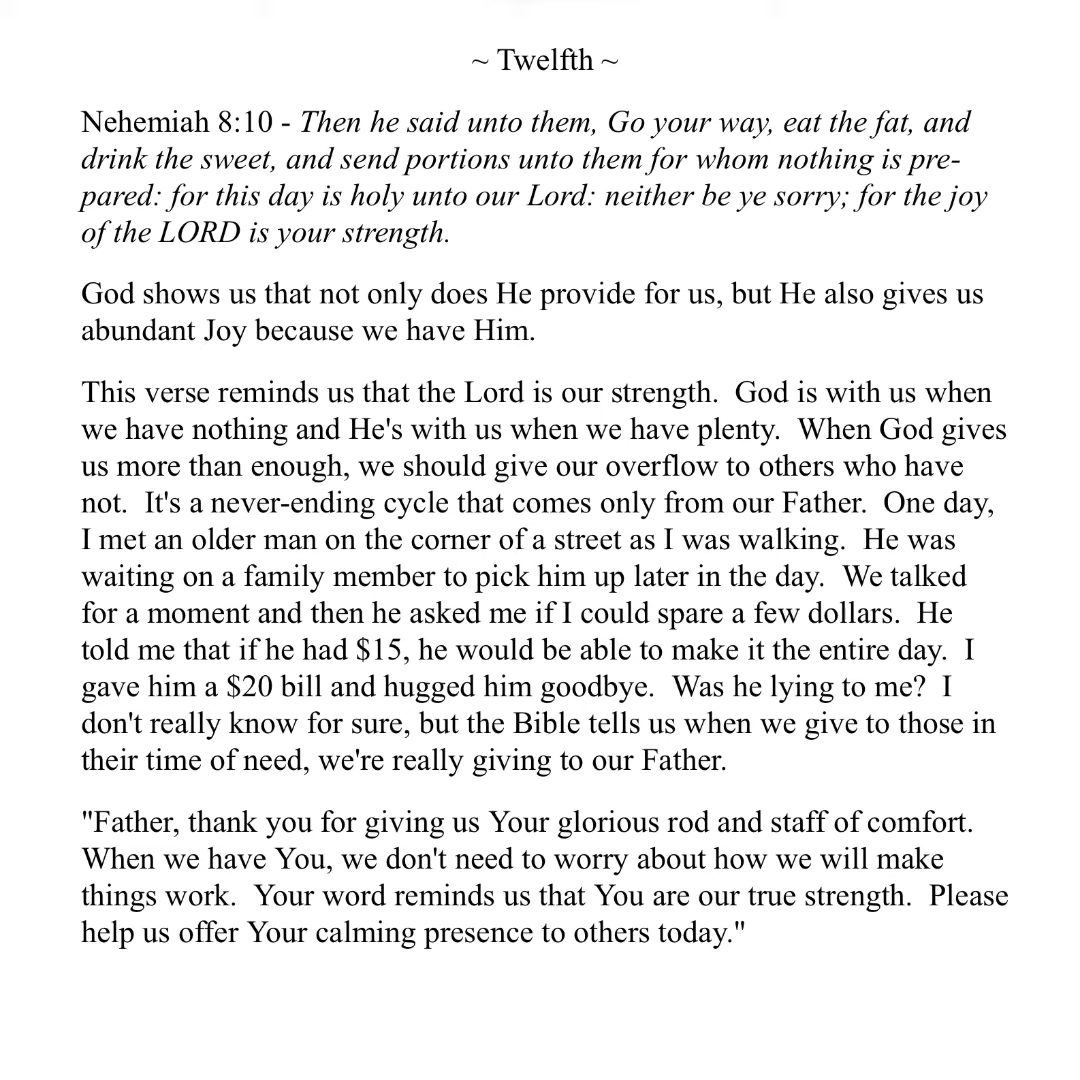 ~ Twelfth ~
Nehemiah 8:10 - Then he said unto them, Go your way, eat the fat, and
drink the sweet, and send portions unto them for whom nothing is pre-
pared: for this day is holy unto our Lord: neither be ye sorry; for the joy
of the LORD is your strength.
God shows us that not only does He provide for us, but He also gives us
abundant Joy because we have Him.
This verse reminds us that the Lord is our strength.  God is with us when
we have nothing and He's with us when we have plenty.  When God gives
us more than enough, we should give our overflow to others who have
not.  It's a never-ending cycle that comes only from our Father.  One day,
I met an older man on the corner of a street as I was walking.  He was
waiting on a family member to pick him up later in the day.  We talked
for a moment and then he asked me if I could spare a few dollars.  He
told me that if he had $15, he would be able to make it the entire day.  I
gave him a $20 bill and hugged him goodbye.  Was he lying to me?  I
don't really know for sure, but the Bible tells us when we give to those in
their time of need, we're really giving to our Father.
"Father, thank you for giving us Your glorious rod and staff of comfort.
When we have You, we don't need to worry about how we will make
things work.  Your word reminds us that You are our true strength.  Please
help us offer Your calming presence to others today."